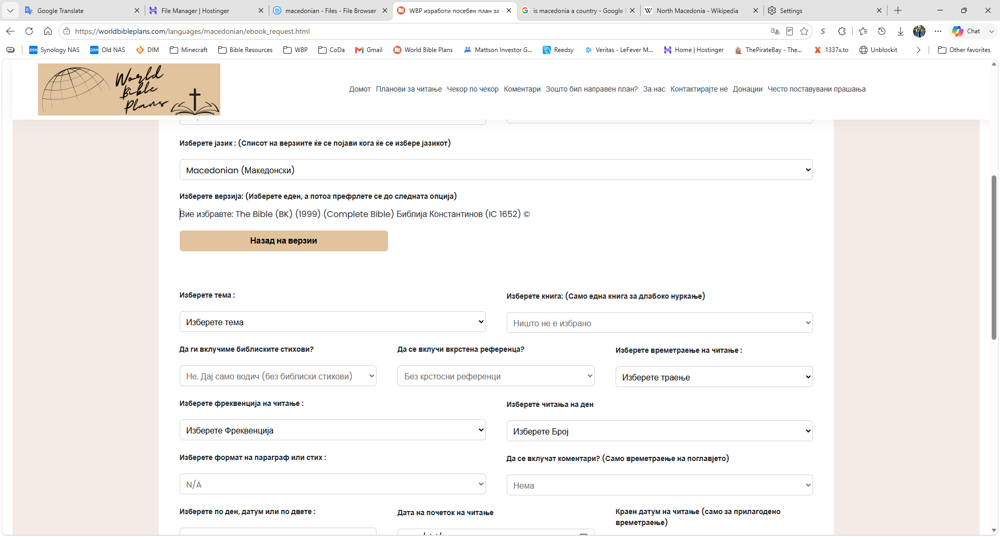 Google Translate
File Manager | Hostinger
macedonian - Files - File Browser
WBP изработи посебен план за
is macedonia a country - Google S
North Macedonia - Wikipedia
Settings
https://worldbibleplans.com/languages/macedonian/ebook_request.html
Chat
Synology NAS
Old NAS
DIM
Minecraft
Bible Resources
WBP
CoDa
Gmail
World Bible Plans
Mattson Investor G...
Reedsy
Veritas - LeFever M...
Home | Hostinger
ThePirateBay - The...
1337x.to
Unblockit
Other favorites
World
Bible
Plans
Домот Планови за читање Чекор по чекор Коментари Зошто бил направен план? За нас Контактирајте не Донации Често поставувани прашања
Изберете јазик : (Списот на верзиите ќе се појави кога ќе се избере јазикот)
Macedonian (Македонски)
Изберете верзија: (Изберете еден, а потоа префрлете се до следната опција)
Вие избравте: The Bible (BK) (1999) (Complete Bible) Библија Константинов (IC 1652) ©
Назад на верзии
Изберете тема :
Изберете книга: (Само една книга за длабоко нуркање)
Изберете тема
Ништо не е избрано
Да ги вклучиме библиските стихови?
Да се вклучи вкрстена референца?
Изберете времетраење на читање :
Не. Дај само водич (без библиски стихови)
Без крстосни референци
Изберете траење
Изберете фреквенција на читање :
Изберете читања на ден
Изберете Фреквенција
Изберете Број
Изберете формат на параграф или стих :
Да се вклучат коментари? (Само времетраење на поглавјето)
N/A
Нема
Изберете по ден, датум или по двете :
Дата на почеток на читање
Краен датум на читање (само за прилагодено
времетраење)